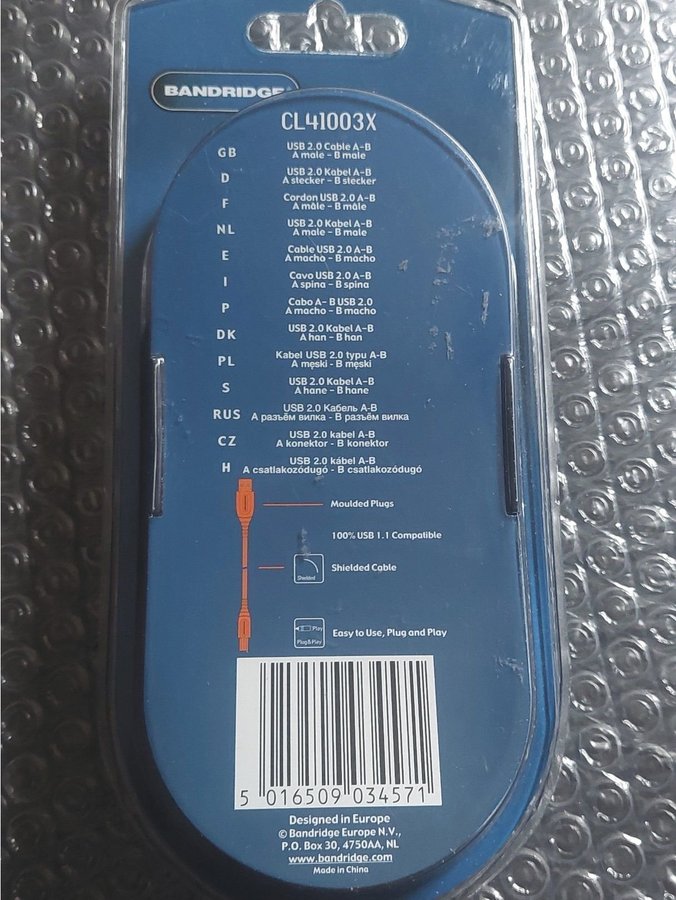 BANDRIDGE
CL41003X
GB USB 2.0 Cable A-B
A male - B male
D USB 2.0 Kabel A-B
A stecker - B stecker
F Cordon USB 2.0 A-B
A mâle - B mâle
NL USB 2.0 Kabel A-B
A male - B male
E Cable USB 2.0 A-B
A macho - B macho
I Cavo USB 2.0 A-B
A spina - B spina
P Cabo A- B USB 2.0
A macho - B macho
DK USB 2.0 Kabel A-B
A han - B han
PL Kabel USB 2.0 typu A-B
A męski - B męski
S USB 2.0 Kabel A-B
A hane - B hane
RUS USB 2.0 Кабель А-В
А разъём вилка - В разъём вилка
CZ USB 2.0 kabel A-B
A konektor - B konektor
H USB 2.0 kábel A-B
A csatlakozódugó - B csatlakozódugó
Moulded Plugs
100% USB 1.1 Compatible
Shielded
Shielded Cable
Play
Plug&Play
Easy to Use, Plug and Play
5 016509 034571
Designed in Europe
© Bandridge Europe N.V.,
P.O. Box 30, 4750AA, NL
www.bandridge.com
Made in China